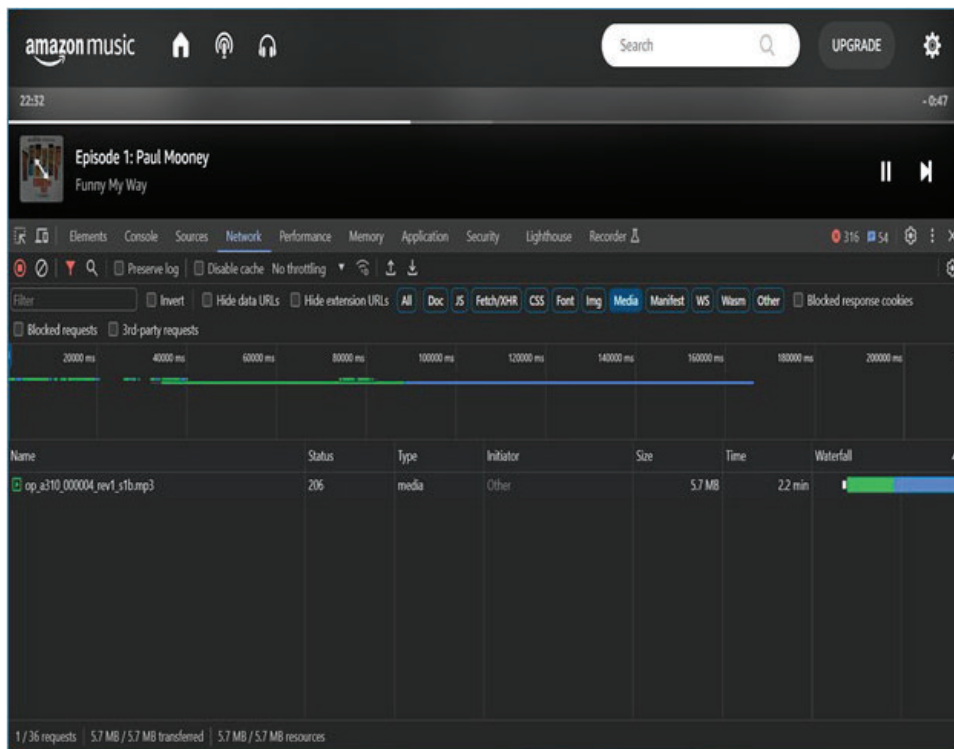 amazon music Search UPGRADE
22:32 - 0:47
Episode 1: Paul Mooney
Funny My Way
Elements Console Sources Network Performance Memory Application Security Lighthouse Recorder 316 54
Preserve log Disable cache No throttling
Filter Invert Hide data URLs Hide extension URLs All Doc JS Fetch/XHR CSS Font Img Media Manifest WS Wasm Other Blocked response cookies
Blocked requests 3rd-party requests
20000 ms 40000 ms 60000 ms 80000 ms 100000 ms 120000 ms 140000 ms 160000 ms 180000 ms 200000 ms
Name Status Type Initiator Size Time Waterfall
op_a310_000004_rev1_s1b.mp3 206 media Other 5.7 MB 2.2 min
1 / 36 requests 5.7 MB / 5.7 MB transferred 5.7 MB / 5.7 MB resources